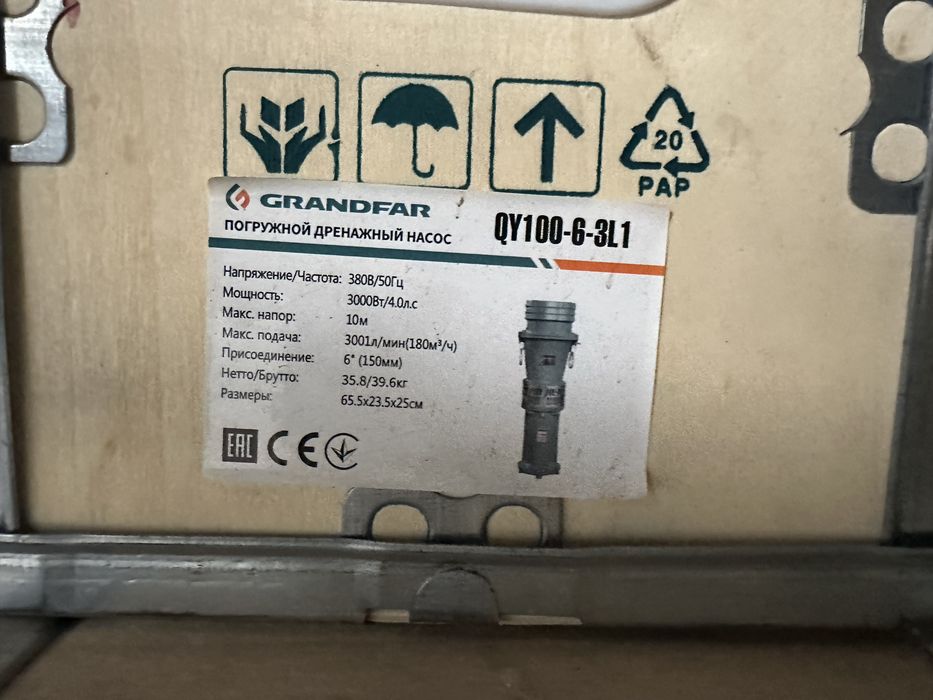 20
PAP
GRANDFAR
ПОГРУЖНОЙ ДРЕНАЖНЫЙ НАСОС
QY100-6-3L1
Напряжение/Частота: 380В/50Гц
Мощность: 3000Вт/4.0л.с
Макс. напор: 10м
Макс. подача: 3001л/мин(180м³/ч)
Присоединение: 6" (150мм)
Нетто/Брутто: 35.8/39.6кг
Размеры: 65.5x23.5x25см
EAC CE